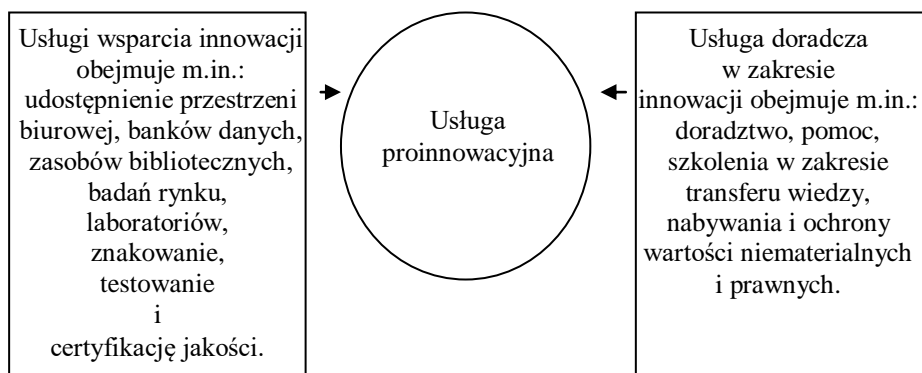 Usługi wsparcia innowacji
obejmuje m.in.:
udostępnienie przestrzeni
biurowej, banków danych,
zasobów bibliotecznych,
badań rynku,
laboratoriów,
znakowanie,
testowanie
i
certyfikację jakości.
Usługa
proinnowacyjna
Usługa doradcza
w zakresie
innowacji obejmuje m.in.:
doradztwo, pomoc,
szkolenia w zakresie
transferu wiedzy,
nabywania i ochrony
wartości niematerialnych
i prawnych.